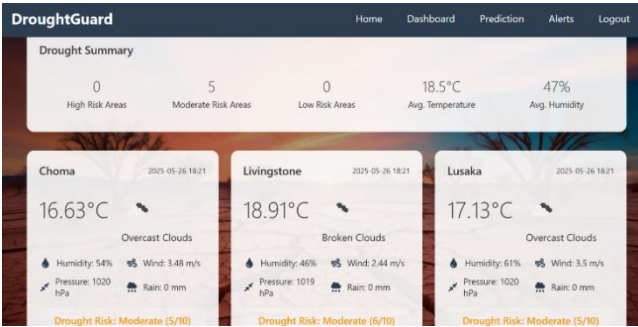 DroughtGuard Home Dashboard Prediction Alerts Logout
Drought Summary
0 5 0 18.5°C 47%
High Risk Areas Moderate Risk Areas Low Risk Areas Avg. Temperature Avg. Humidity
Choma 2025-05-26 18:21
16.63°C
Overcast Clouds
Humidity: 54% Wind: 3.48 m/s
Pressure: 1020 hPa Rain: 0 mm
Drought Risk: Moderate (5/10)
Livingstone 2025-05-26 18:21
18.91°C
Broken Clouds
Humidity: 46% Wind: 2.44 m/s
Pressure: 1019 hPa Rain: 0 mm
Drought Risk: Moderate (6/10)
Lusaka 2025-05-26 18:21
17.13°C
Overcast Clouds
Humidity: 61% Wind: 3.5 m/s
Pressure: 1020 hPa Rain: 0 mm
Drought Risk: Moderate (5/10)